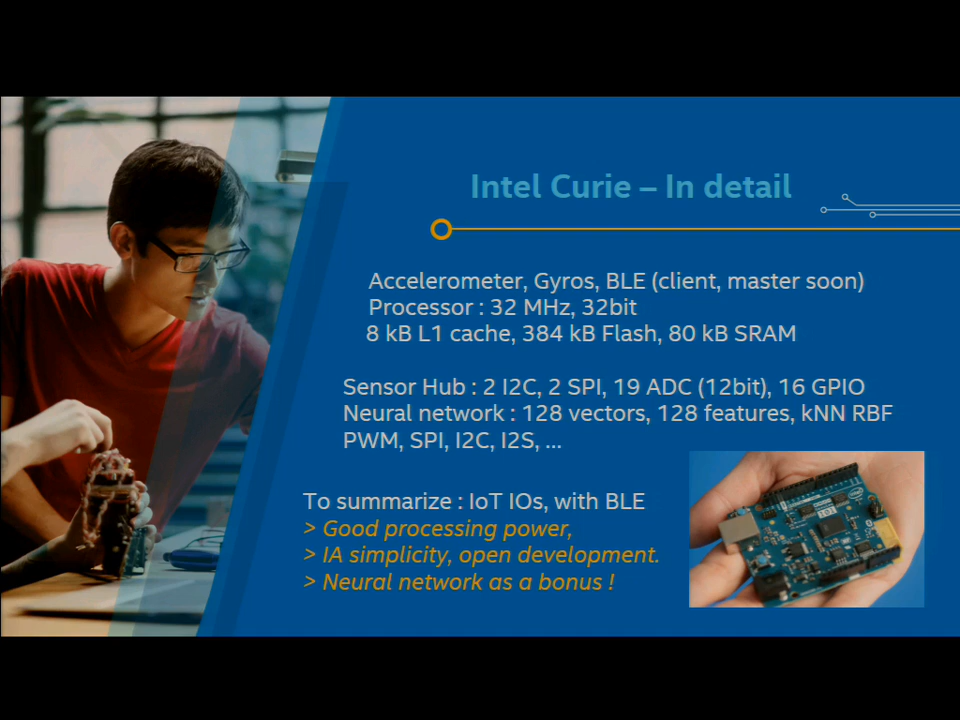 Intel Curie – In detail
Accelerometer, Gyros, BLE (client, master soon)
Processor : 32 MHz, 32bit
8 kB L1 cache, 384 kB Flash, 80 kB SRAM
Sensor Hub : 2 I2C, 2 SPI, 19 ADC (12bit), 16 GPIO
Neural network : 128 vectors, 128 features, kNN RBF
PWM, SPI, I2C, I2S, ...
To summarize : IoT IOs, with BLE
> Good processing power,
> IA simplicity, open development.
> Neural network as a bonus !
intel
101